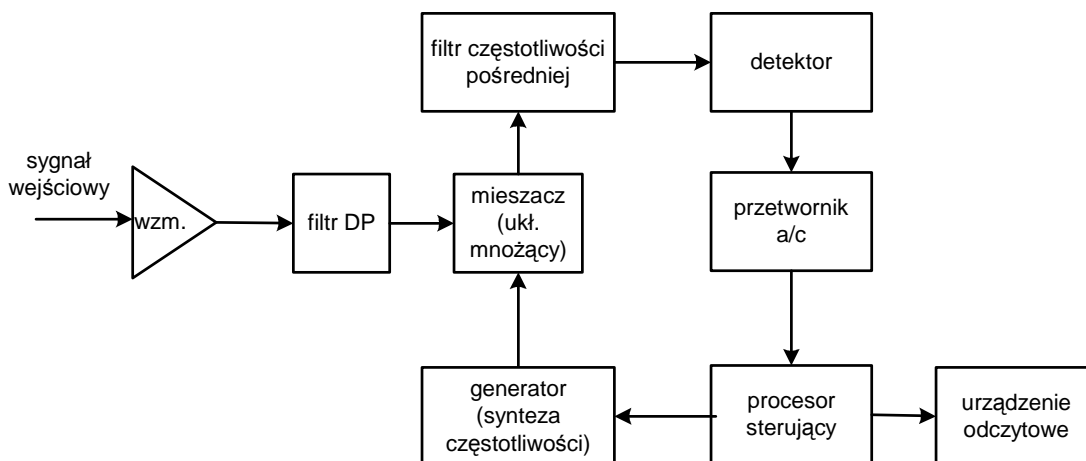 filtr częstotliwości
pośredniej
detektor
sygnał
wejściowy
wzm.
filtr DP
mieszacz
(ukł.
mnożący)
przetwornik
a/c
generator
(synteza
częstotliwości)
procesor
sterujący
urządzenie
odczytowe